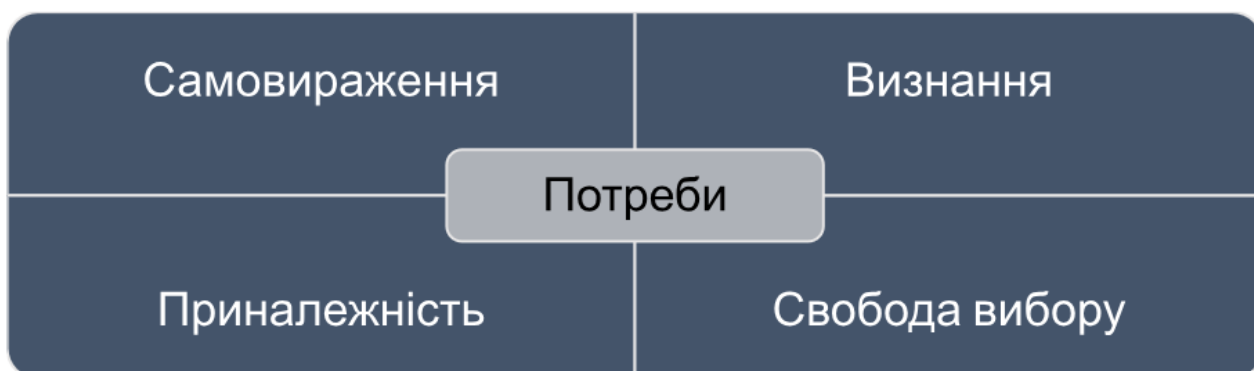 Самовираження
Визнання
Потреби
Приналежність
Свобода вибору